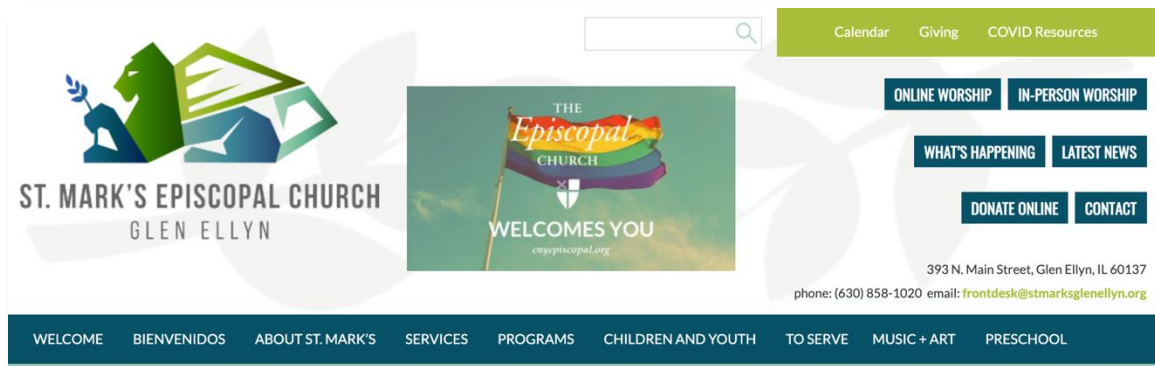 Calendar Giving COVID Resources
ST. MARK'S EPISCOPAL CHURCH
GLEN ELLYN
THE
Episcopal
CHURCH
WELCOMES YOU
cnyepiscopal.org
ONLINE WORSHIP IN-PERSON WORSHIP
WHAT'S HAPPENING LATEST NEWS
DONATE ONLINE CONTACT
393 N. Main Street, Glen Ellyn, IL 60137
phone: (630) 858-1020 email: frontdesk@stmarksglenellyn.org
WELCOME BIENVENIDOS ABOUT ST. MARK'S SERVICES PROGRAMS CHILDREN AND YOUTH TO SERVE MUSIC + ART PRESCHOOL